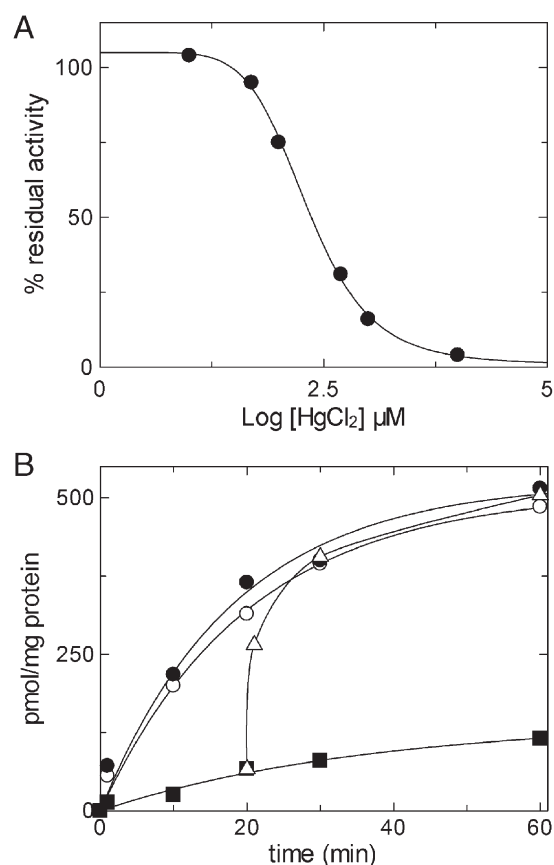 A
% residual activity
100
50
0
0
2.5
5
Log [HgCl₂] µM
B
pmol/mg protein
500
250
0
0
20
40
60
time (min)